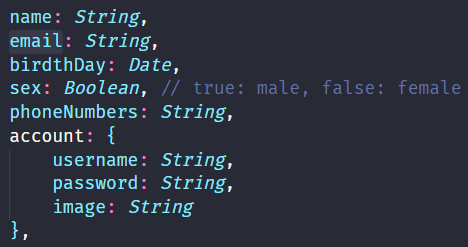 name: String,
email: String,
birdthDay: Date,
sex: Boolean, // true: male, false: female
phoneNumbers: String,
account: {
    username: String,
    password: String,
    image: String
},